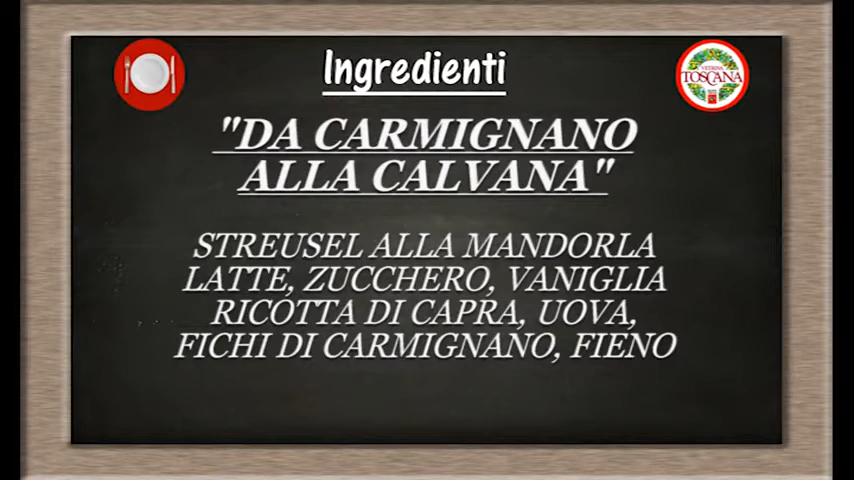 Ingredienti
VETRINA
TOSCANA
"DA CARMIGNANO
ALLA CALVANA"
STREUSEL ALLA MANDORLA
LATTE, ZUCCHERO, VANIGLIA
RICOTTA DI CAPRA, UOVA,
FICHI DI CARMIGNANO, FIENO